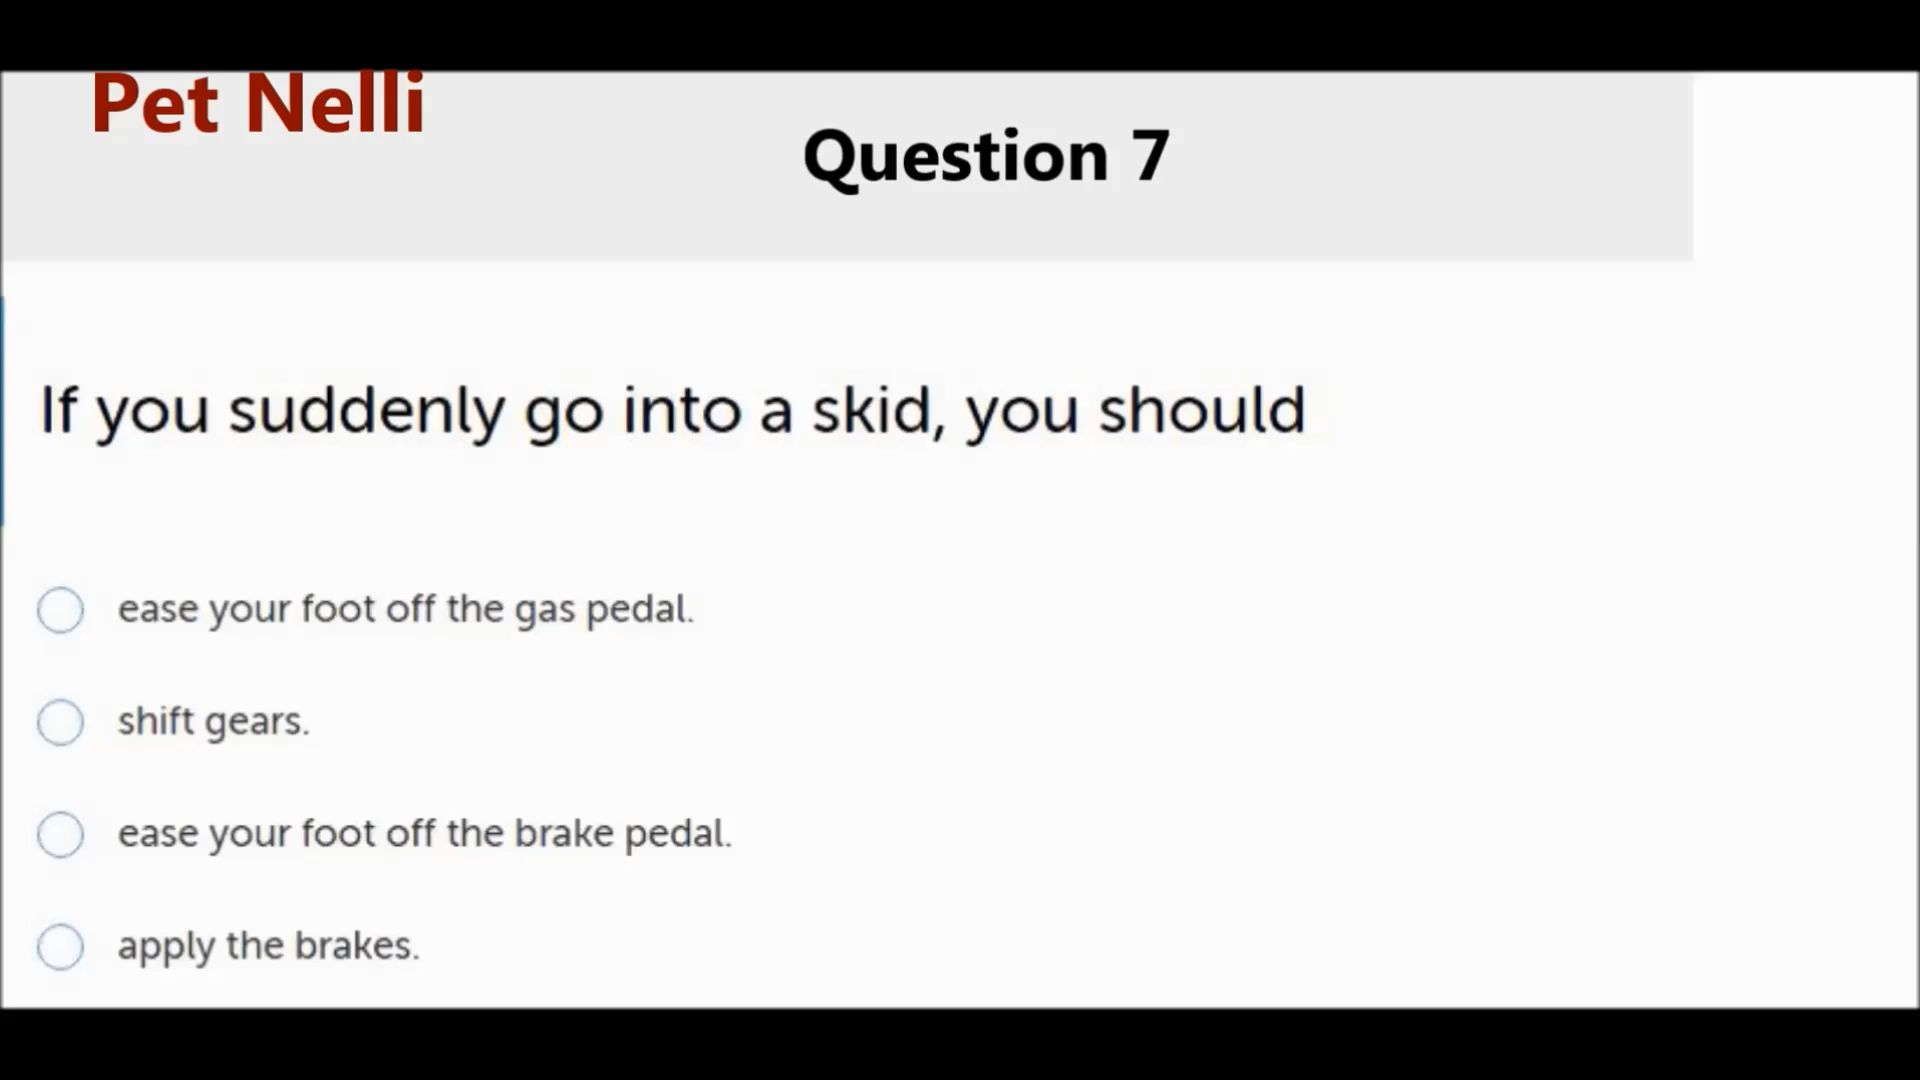 Pet Nelli
Question 7
If you suddenly go into a skid, you should
ease your foot off the gas pedal.
shift gears.
ease your foot off the brake pedal.
apply the brakes.